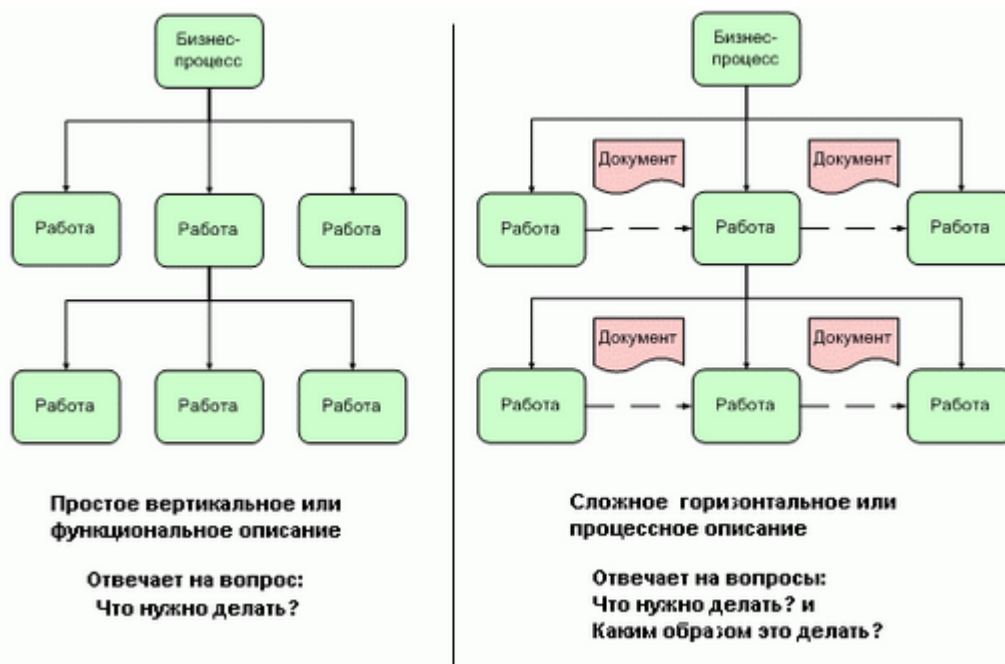 Бизнес-
процесс
Работа
Работа
Работа
Работа
Работа
Работа
Простое вертикальное или
функциональное описание
Отвечает на вопрос:
Что нужно делать?
Бизнес-
процесс
Документ
Документ
Работа
Работа
Работа
Документ
Документ
Работа
Работа
Работа
Сложное горизонтальное или
процессное описание
Отвечает на вопросы:
Что нужно делать? и
Каким образом это делать?